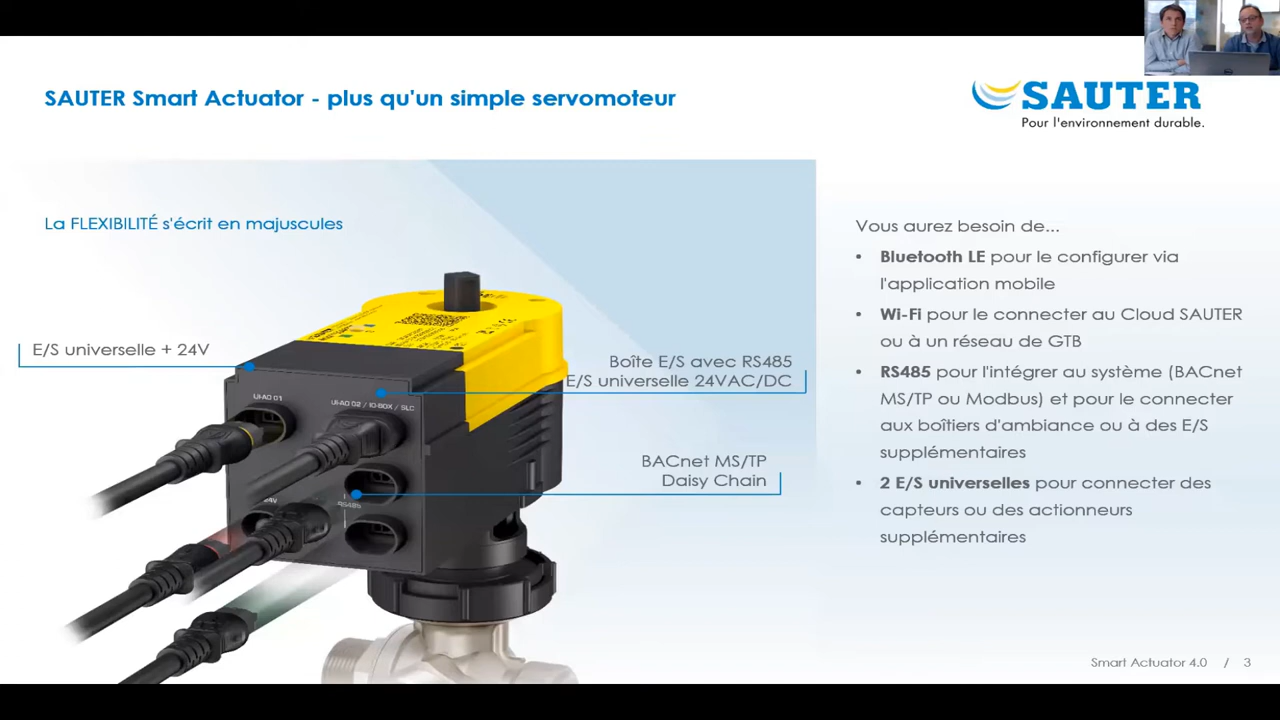 SAUTER Smart Actuator - plus qu'un simple servomoteur
SAUTER
Pour l'environnement durable.
La FLEXIBILITÉ s'écrit en majuscules
E/S universelle + 24V
Boîte E/S avec RS485
E/S universelle 24VAC/DC
UI-AO 01
UI-AO 02 / IO-BOX / SLC
BACnet MS/TP
Daisy Chain
RS485
Vous aurez besoin de...
• Bluetooth LE pour le configurer via
l'application mobile
• Wi-Fi pour le connecter au Cloud SAUTER
ou à un réseau de GTB
• RS485 pour l'intégrer au système (BACnet
MS/TP ou Modbus) et pour le connecter
aux boîtiers d'ambiance ou à des E/S
supplémentaires
• 2 E/S universelles pour connecter des
capteurs ou des actionneurs
supplémentaires
Smart Actuator 4.0 / 3